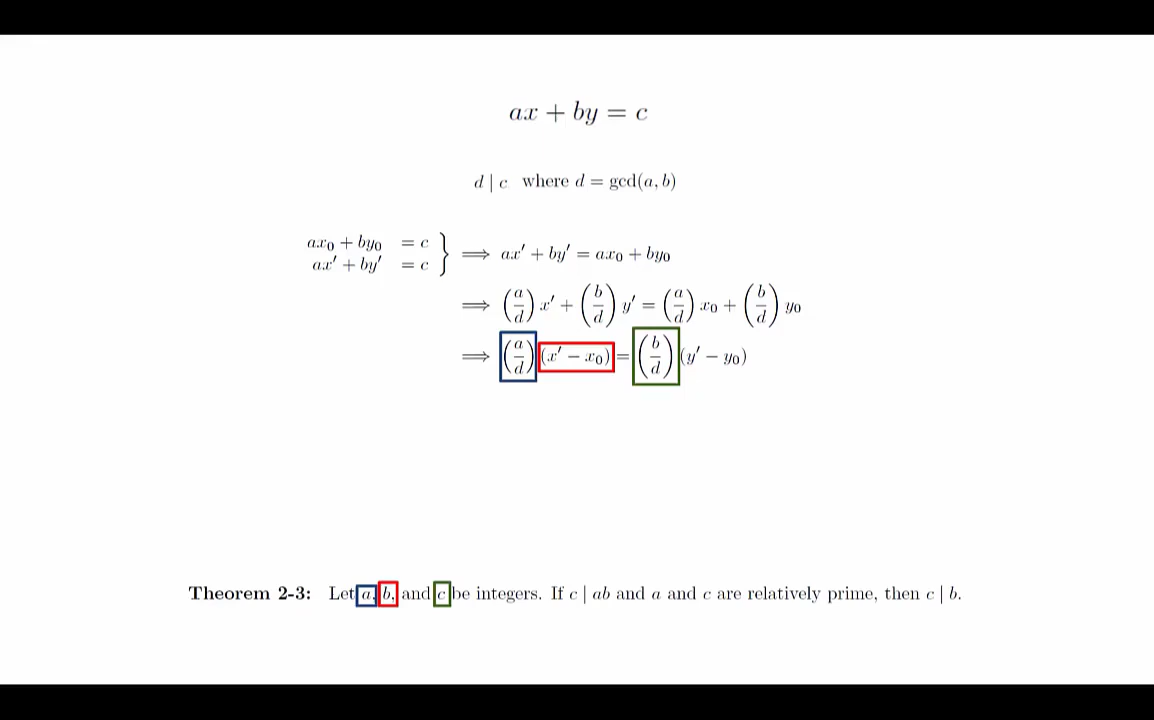 ax + by = c
d | c where d = gcd(a, b)
ax₀ + by₀ = c
ax′ + by′ = c
} ⟹ ax′ + by′ = ax₀ + by₀
⟹ (a/d) x′ + (b/d) y′ = (a/d) x₀ + (b/d) y₀
⟹ (a/d) (x′ − x₀) = (b/d) (y′ − y₀)
Theorem 2-3: Let a, b, and c be integers. If c | ab and a and c are relatively prime, then c | b.